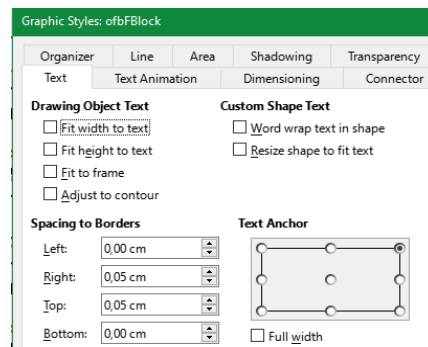 Graphic Styles: ofbFBlock
Organizer Line Area Shadowing Transparency
Text Text Animation Dimensioning Connector
Drawing Object Text
Fit width to text
Fit height to text
Fit to frame
Adjust to contour
Custom Shape Text
Word wrap text in shape
Resize shape to fit text
Spacing to Borders
Left: 0,00 cm
Right: 0,05 cm
Top: 0,05 cm
Bottom: 0,00 cm
Text Anchor
Full width